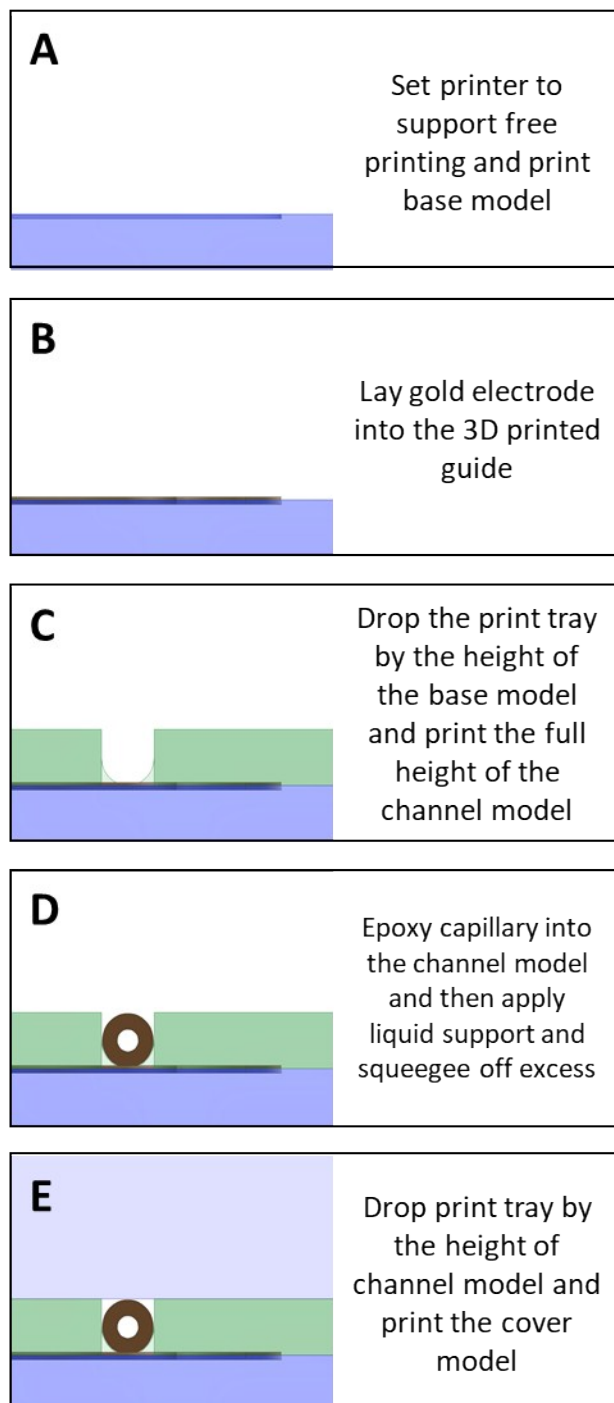 A
Set printer to
support free
printing and print
base model
B
Lay gold electrode
into the 3D printed
guide
C
Drop the print tray
by the height of
the base model
and print the full
height of the
channel model
D
Epoxy capillary into
the channel model
and then apply
liquid support and
squeegee off excess
E
Drop print tray by
the height of
channel model and
print the cover
model